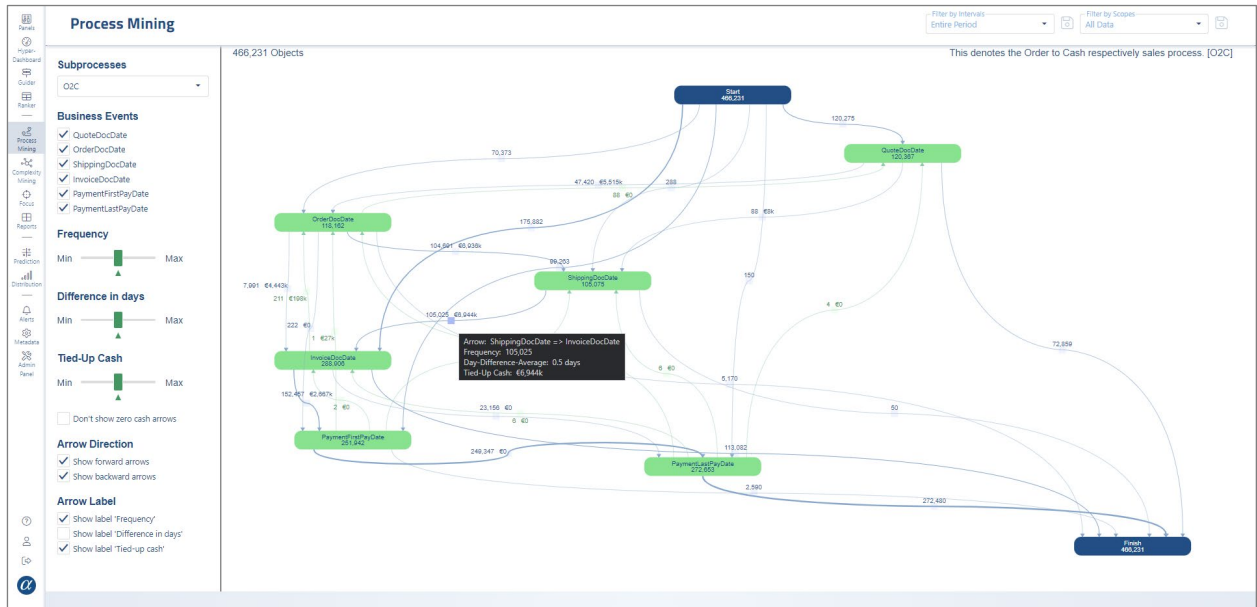 Panels
Hyper-
Dashboard
Guider
Ranker
Process
Mining
Complexity
Mining
Focus
Reports
Prediction
Distribution
Alerts
Metadata
Admin
Panel
α
Process Mining
Filter by Intervals
Entire Period
Filter by Scopes
All Data
Subprocesses
O2C
Business Events
QuoteDocDate
OrderDocDate
ShippingDocDate
InvoiceDocDate
PaymentFirstPayDate
PaymentLastPayDate
Frequency
Min Max
Difference in days
Min Max
Tied-Up Cash
Min Max
Don't show zero cash arrows
Arrow Direction
Show forward arrows
Show backward arrows
Arrow Label
Show label 'Frequency'
Show label 'Difference in days'
Show label 'Tied-up cash'
466,231 Objects
This denotes the Order to Cash respectively sales process. [O2C]
Start
466,231
120,275
QuoteDocDate
120,367
70,373
47,420 €5,515k
288
88 €0
88 €8k
OrderDocDate
118,162
175,882
104,691 €6,936k
99,263
ShippingDocDate
105,075
150
7,991 €4,443k
211 €198k
4 €0
105,025 €6,944k
222 €0
1 €27k
72,859
Arrow: ShippingDocDate => InvoiceDocDate
Frequency: 105,025
Day-Difference-Average: 0.5 days
Tied-Up Cash: €6,944k
InvoiceDocDate
288,906
6 €0
5,170
152,457 €2,867k
2 €0
23,156 €0
6 €0
50
PaymentFirstPayDate
251,942
249,347 €0
113,082
PaymentLastPayDate
272,653
2,590
272,480
Finish
466,231